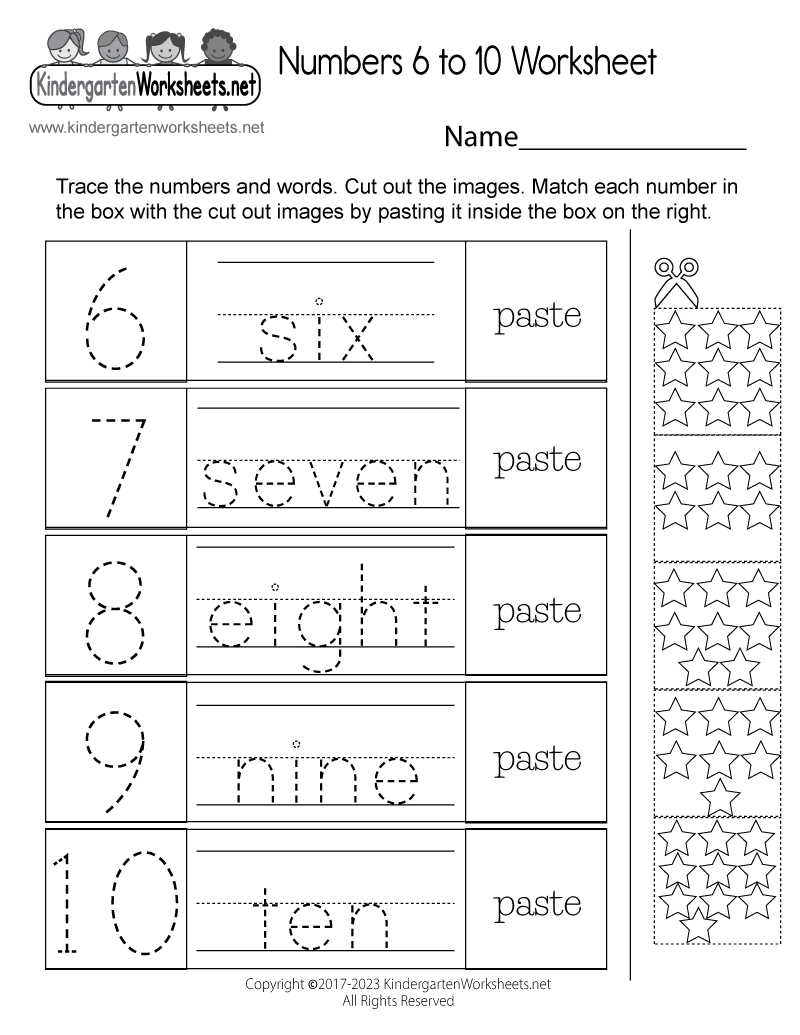 KindergartenWorksheets.net
www.kindergartenworksheets.net
Numbers 6 to 10 Worksheet
Name
Trace the numbers and words. Cut out the images. Match each number in
the box with the cut out images by pasting it inside the box on the right.
6 six paste
7 seven paste
8 eight paste
9 nine paste
10 ten paste
Copyright ©2017-2023 KindergartenWorksheets.net
All Rights Reserved